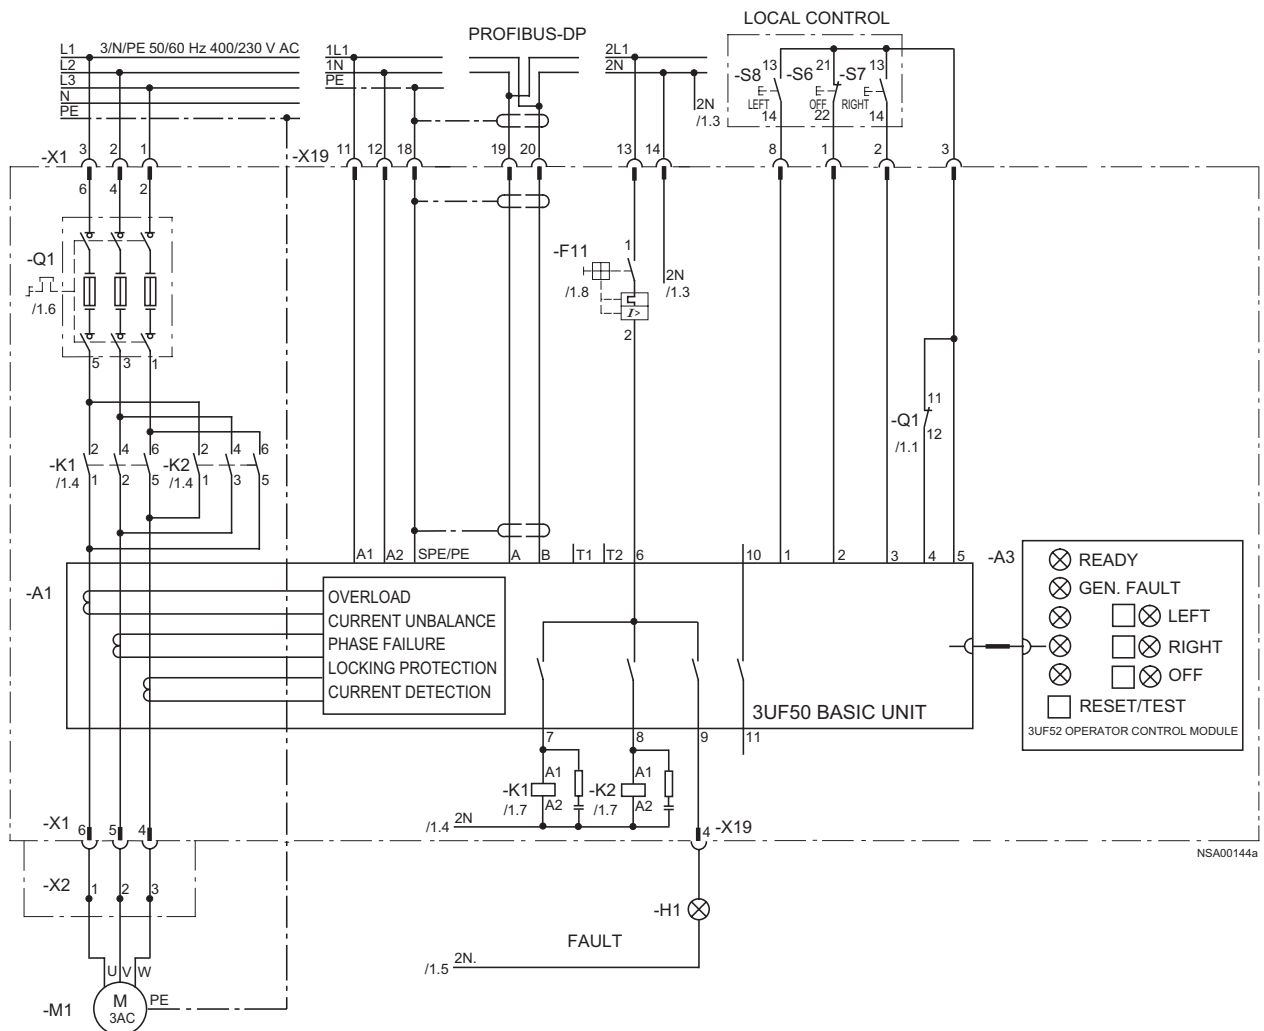 LOCAL CONTROL
PROFIBUS-DP
L1 3/N/PE 50/60 Hz 400/230 V AC
L2
L3
N
PE
1L1
1N
PE
2L1
2N
2N
/1.3
-S8 13
LEFT
14
-S6 21
OFF
22
-S7 13
RIGHT
14
-X1 3 2 1
-X19 11 12 18 19 20 13 14 8 1 2 3
6 4 2
-Q1
/1.6
5 3 1
-F11
/1.8
1
I>
2
2N
/1.3
-Q1
/1.1
11
12
-K1
/1.4
2 4 6
1 2 5
-K2
/1.4
2 4 6
1 3 5
A1 A2 SPE/PE A B T1 T2 6 10 1 2 3 4 5
-A1
OVERLOAD
CURRENT UNBALANCE
PHASE FAILURE
LOCKING PROTECTION
CURRENT DETECTION
3UF50 BASIC UNIT
7 8 9 11
-A3
READY
GEN. FAULT
LEFT
RIGHT
OFF
RESET/TEST
3UF52 OPERATOR CONTROL MODULE
-K1
/1.7
A1
A2
-K2
/1.7
A1
A2
/1.4 2N
-X1 6 5 4
4 -X19
NSA00144a
-X2 1 2 3
-H1
FAULT
/1.5 2N.
U V W
-M1
M
3AC
PE